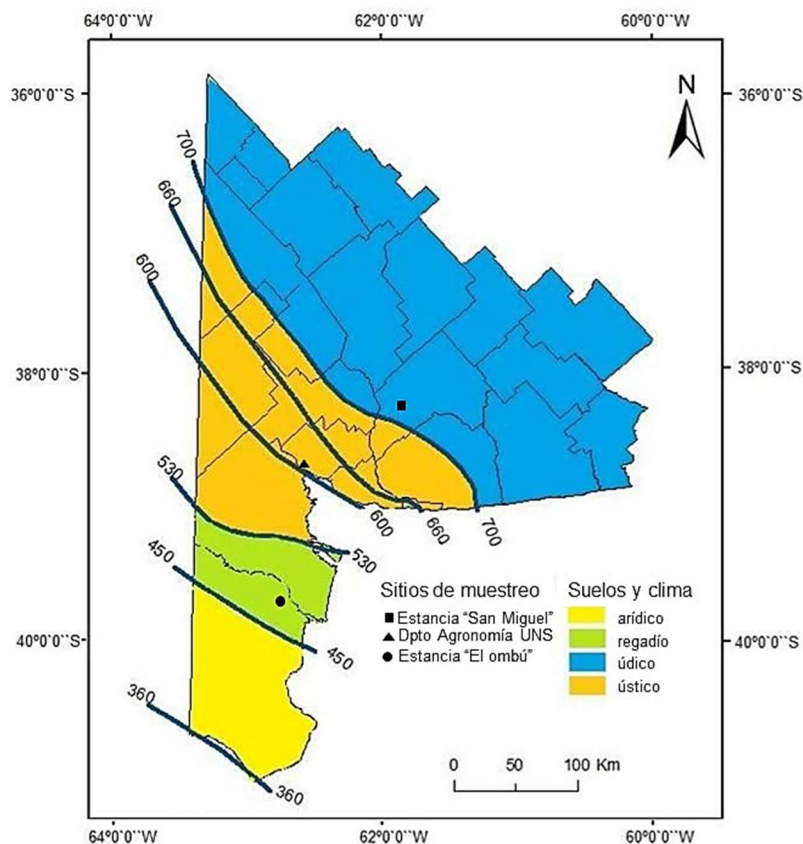 64°0'0''W 62°0'0''W 60°0'0''W
36°0'0''S 36°0'0''S
N
700
660
600
38°0'0''S 38°0'0''S
530
600 660 700
530
450
Sitios de muestreo
Estancia “San Miguel”
Dpto Agronomía UNS
Estancia “El ombú”
Suelos y clima
arídico
regadío
údico
ústico
40°0'0''S 40°0'0''S
450
360
360
0 50 100 Km
64°0'0''W 62°0'0''W 60°0'0''W